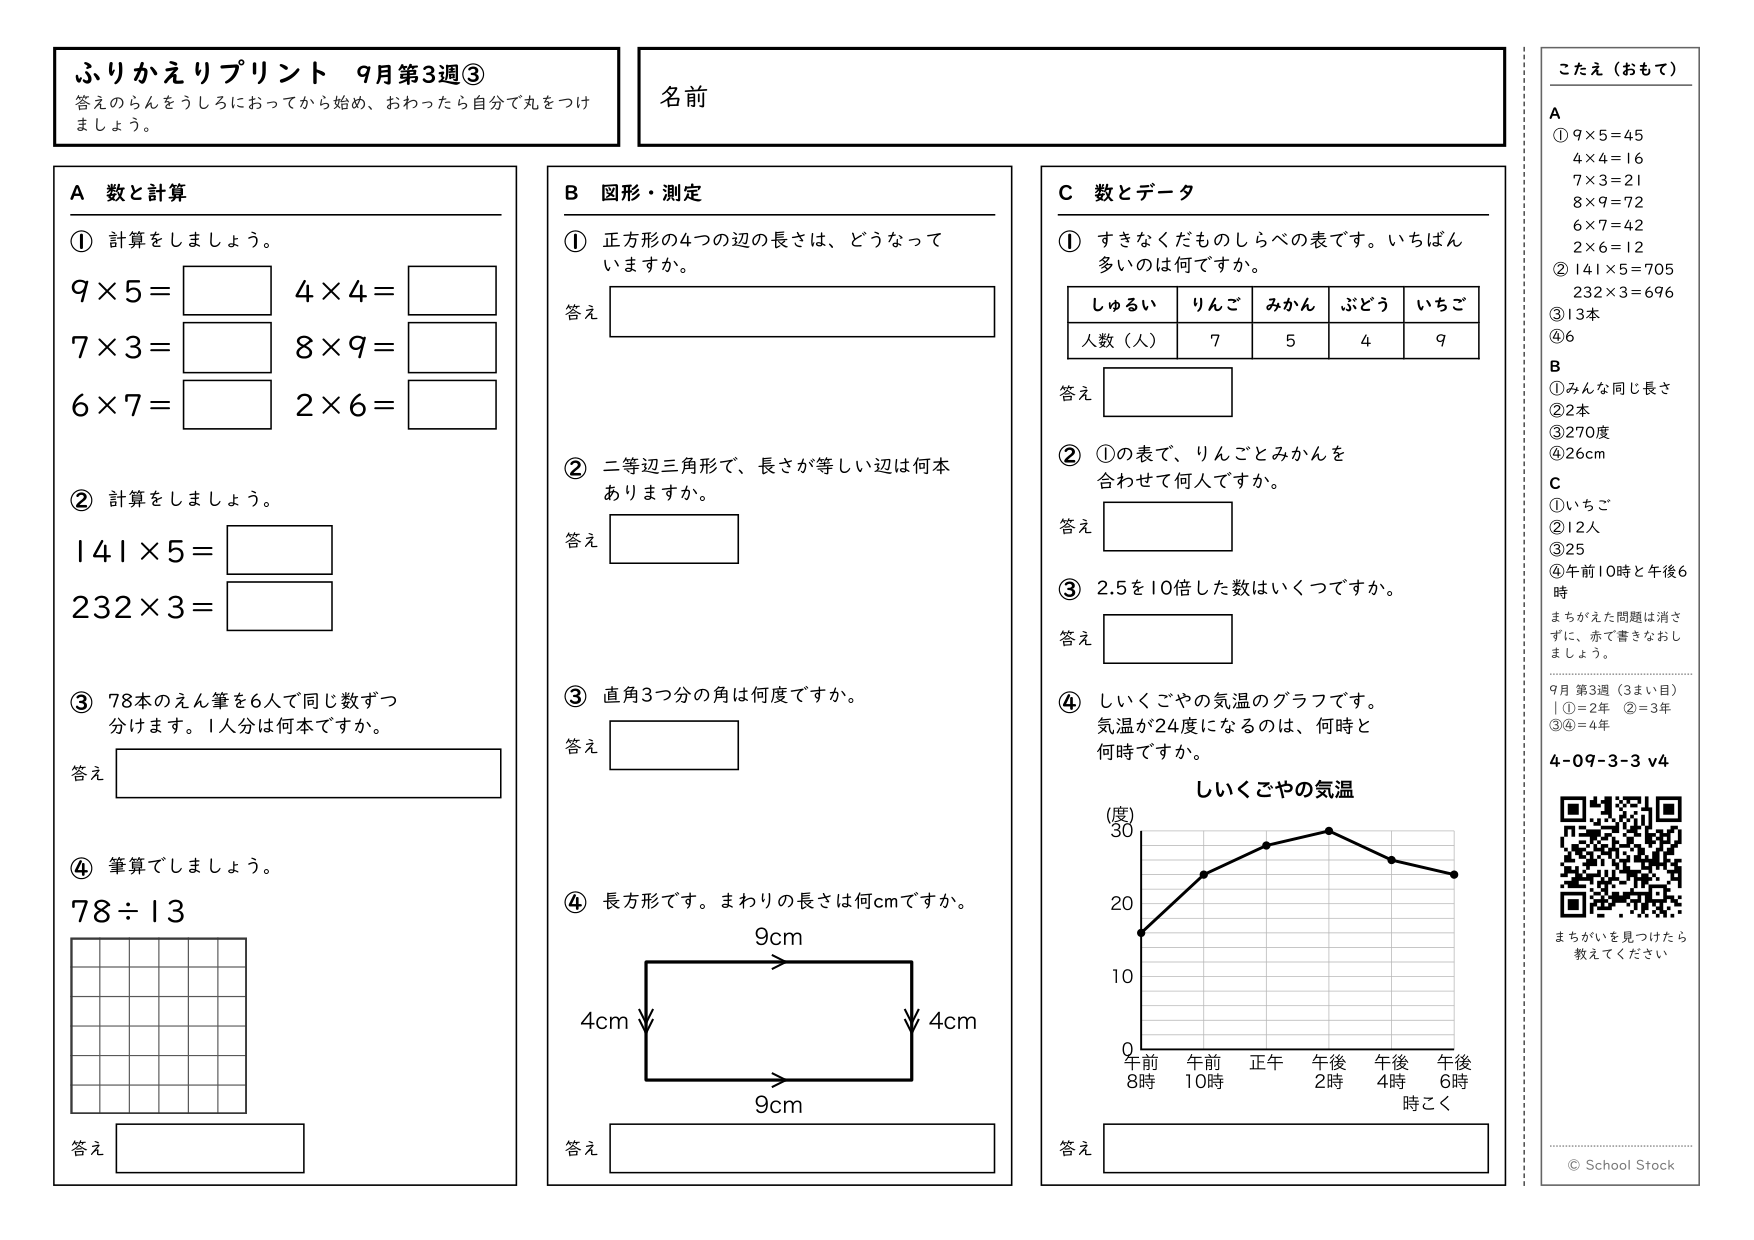 ふりかえりプリント　9月第3週③
答えのらんをうしろにおってから始め、おわったら自分で丸をつけ
ましょう。
名前
A　数と計算
① 計算をしましょう。
9×5＝
4×4＝
7×3＝
8×9＝
6×7＝
2×6＝
② 計算をしましょう。
141×5＝
232×3＝
③ 78本のえん筆を6人で同じ数ずつ
分けます。1人分は何本ですか。
答え
④ 筆算でしましょう。
78÷13
答え
B　図形・測定
① 正方形の4つの辺の長さは、どうなって
いますか。
答え
② 二等辺三角形で、長さが等しい辺は何本
ありますか。
答え
③ 直角3つ分の角は何度ですか。
答え
④ 長方形です。まわりの長さは何cmですか。
9cm
4cm
4cm
9cm
答え
C　数とデータ
① すきなくだものしらべの表です。いちばん
多いのは何ですか。
しゅるい りんご みかん ぶどう いちご
人数（人） 7 5 4 9
答え
② ①の表で、りんごとみかんを
合わせて何人ですか。
答え
③ 2.5を10倍した数はいくつですか。
答え
④ しいくごやの気温のグラフです。
気温が24度になるのは、何時と
何時ですか。
しいくごやの気温
(度)
30
20
10
0
午前 午前 正午 午後 午後 午後
8時 10時 2時 4時 6時
時こく
答え
こたえ（おもて）
A
①9×5＝45
4×4＝16
7×3＝21
8×9＝72
6×7＝42
2×6＝12
②141×5＝705
232×3＝696
③13本
④6
B
①みんな同じ長さ
②2本
③270度
④26cm
C
①いちご
②12人
③25
④午前10時と午後6
時
まちがえた問題は消さ
ずに、赤で書きなおし
ましょう。
9月 第3週（3まい目）
｜①＝2年　②＝3年
③④＝4年
4-09-3-3 v4
まちがいを見つけたら
教えてください
© School Stock